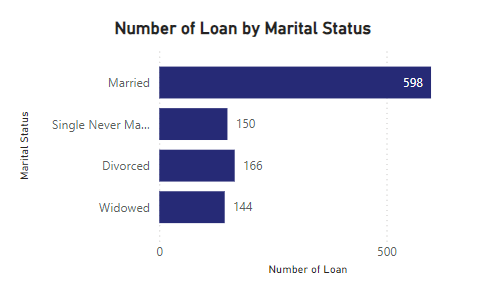 Number of Loan by Marital Status
Marital Status
Married
598
Single Never Ma...
150
Divorced
166
Widowed
144
0
500
Number of Loan